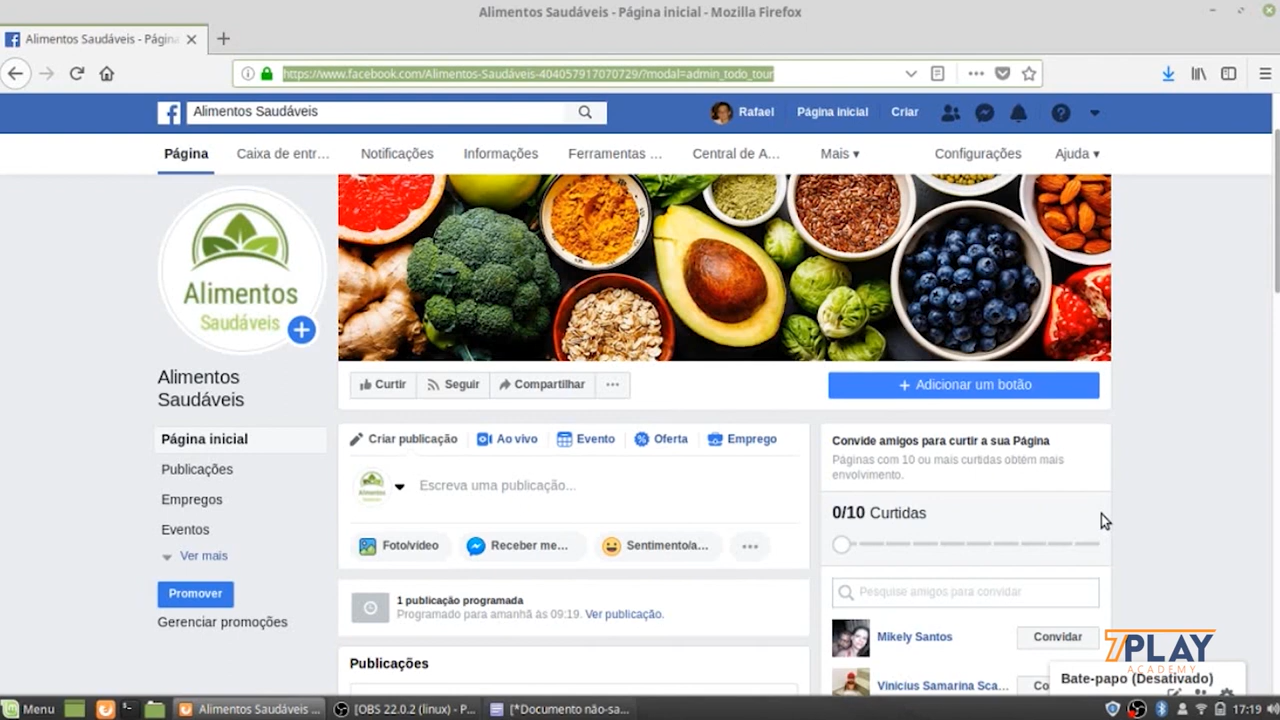 Alimentos Saudáveis - Página inicial - Mozilla Firefox
Alimentos Saudáveis - Págin
https://www.facebook.com/Alimentos-Saudáveis-404057917070729/?modal=admin_todo_tour
Alimentos Saudáveis
Rafael
Página inicial
Criar
Página
Caixa de entr...
Notificações
Informações
Ferramentas ...
Central de A...
Mais
Configurações
Ajuda
Alimentos
Saudáveis
Alimentos
Saudáveis
Página inicial
Publicações
Empregos
Eventos
Ver mais
Promover
Gerenciar promoções
Curtir
Seguir
Compartilhar
...
+ Adicionar um botão
Criar publicação
Ao vivo
Evento
Oferta
Emprego
Alimentos
Escreva uma publicação...
Foto/vídeo
Receber me...
Sentimento/a...
1 publicação programada
Programado para amanhã às 09:19. Ver publicação.
Publicações
Convide amigos para curtir a sua Página
Páginas com 10 ou mais curtidas obtêm mais
envolvimento.
0/10 Curtidas
Pesquise amigos para convidar
Mikely Santos
Convidar
Vinicius Samarina Sca...
Co
7PLAY
ACADEMY
Bate-papo (Desativado)
Menu
Alimentos Saudáveis ...
[OBS 22.0.2 (linux) - P...
[*Documento não-sa...
17:19